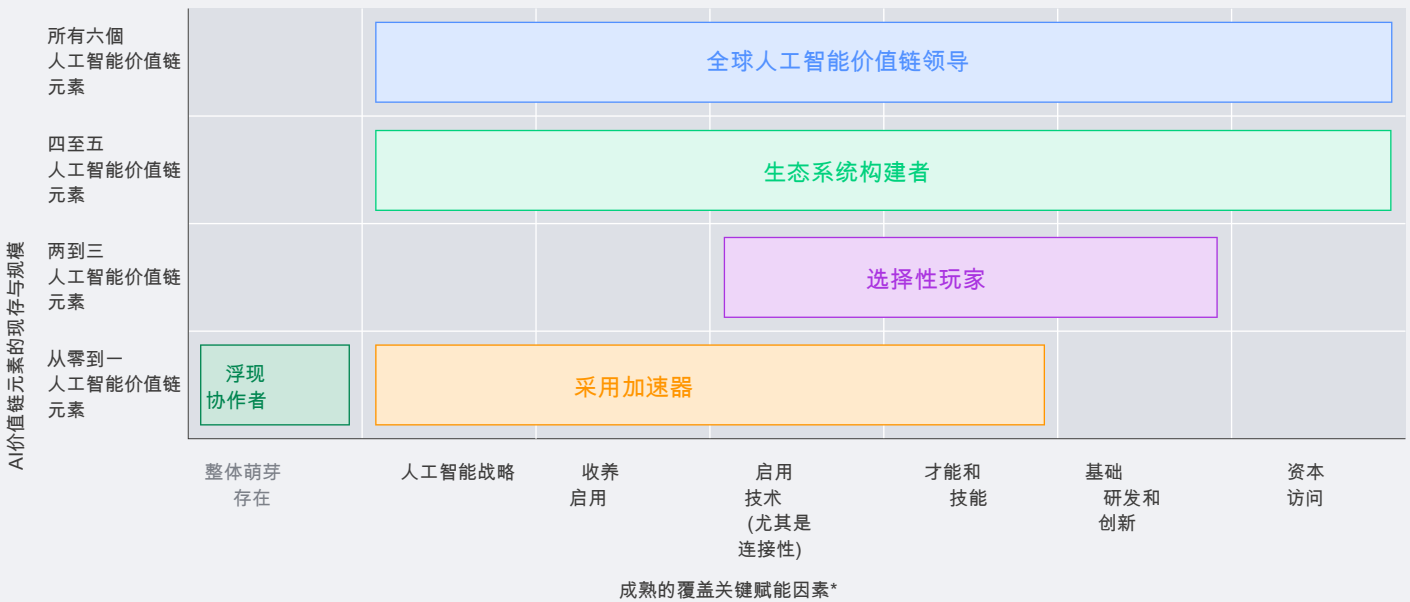 所有六個
人工智能价值链
元素
全球人工智能价值链领导
四至五
人工智能价值链
元素
生态系统构建者
两到三
人工智能价值链
元素
选择性玩家
从零到一
人工智能价值链
元素
浮现
协作者
采用加速器
AI价值链元素的现存与规模
整体萌芽
存在
人工智能战略
收养
启用
启用
技术
(尤其是
连接性)
才能和
技能
基础
研发和
创新
资本
访问
成熟的覆盖关键赋能因素*